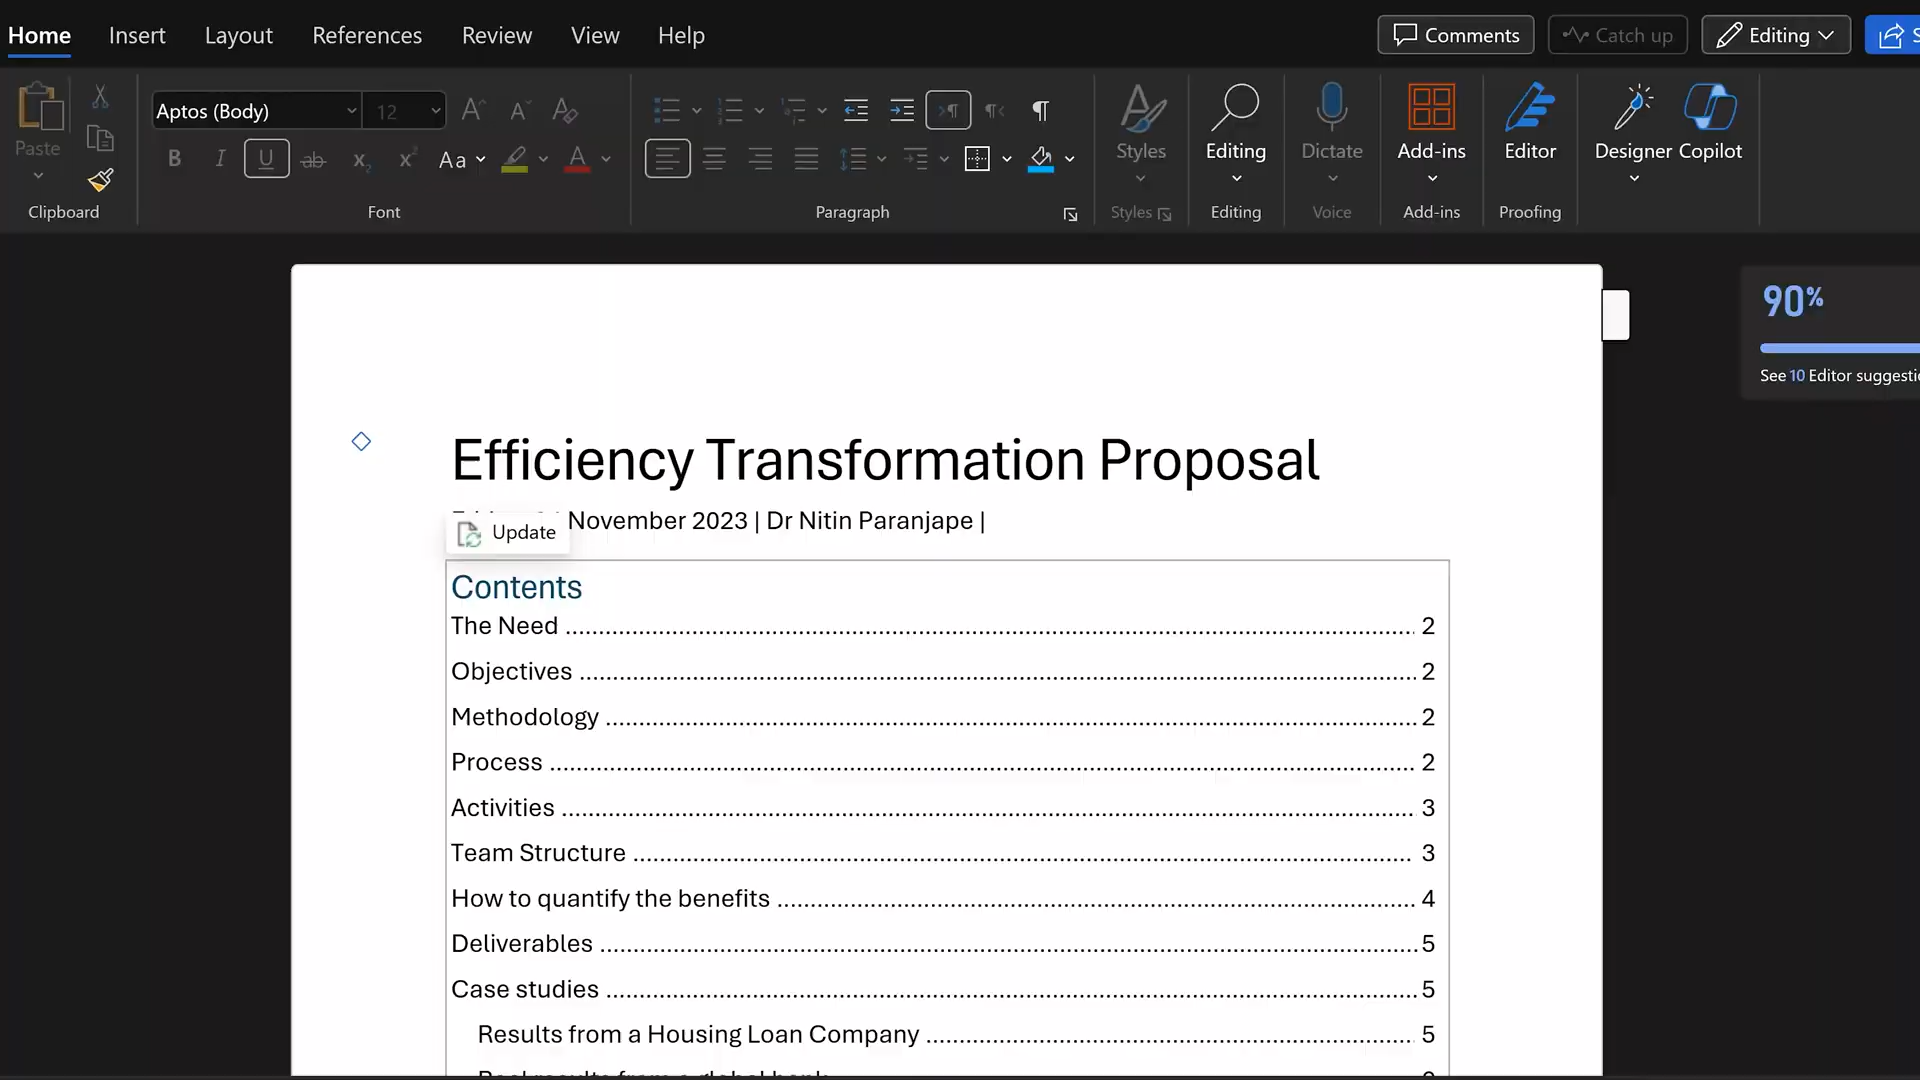 Home Insert Layout References Review View Help Comments Catch up Editing
Paste
Aptos (Body) 12
B I U ab x₂ x² Aa A
Styles Editing Dictate Add-ins Editor Designer Copilot
Clipboard Font Paragraph Styles Editing Voice Add-ins Proofing
90%
See 10 Editor
Efficiency Transformation Proposal
November 2023 | Dr Nitin Paranjape |
Update
Contents
The Need 2
Objectives 2
Methodology 2
Process 2
Activities 3
Team Structure 3
How to quantify the benefits 4
Deliverables 5
Case studies 5
Results from a Housing Loan Company 5